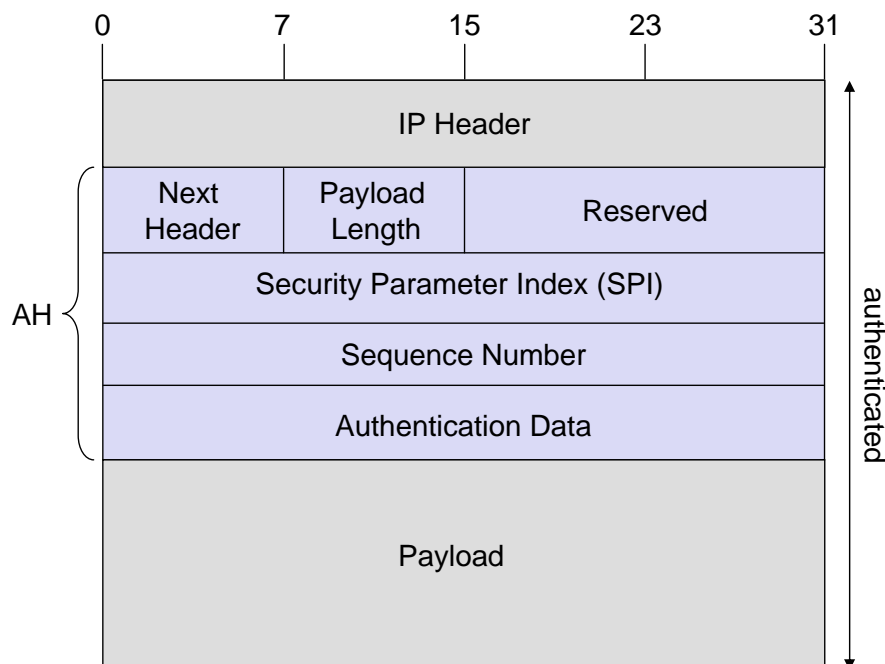 0 7 15 23 31
IP Header
Next Header
Payload Length
Reserved
AH
Security Parameter Index (SPI)
Sequence Number
Authentication Data
authenticated
Payload